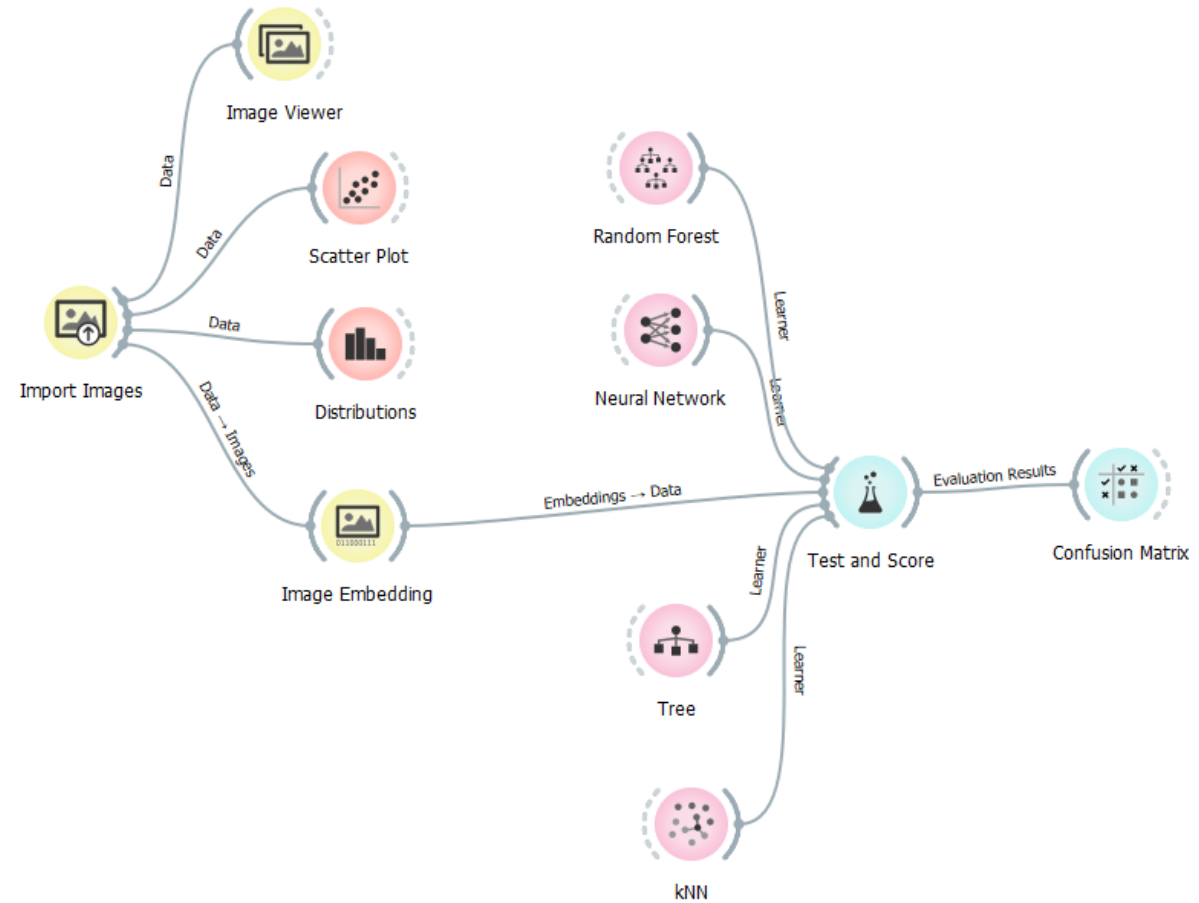 Image Viewer
Data
Scatter Plot
Data
Random Forest
Import Images
Data
Distributions
Neural Network
Learner
Learner
Data → Images
Image Embedding
011000111
Embeddings → Data
Test and Score
Evaluation Results
Confusion Matrix
Learner
Tree
Learner
kNN